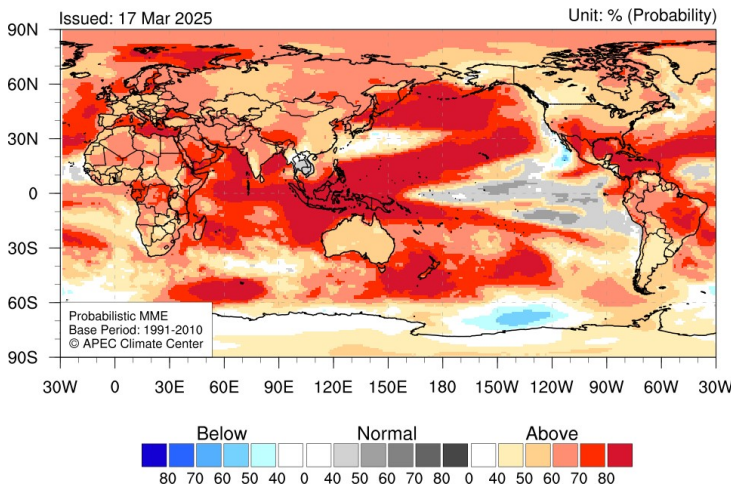 Issued: 17 Mar 2025 Unit: % (Probability)
90N
60N
30N
0
30S
60S
90S
Probabilistic MME
Base Period: 1991-2010
© APEC Climate Center
30W 0 30E 60E 90E 120E 150E 180 150W 120W 90W 60W 30W
Below Normal Above
80 70 60 50 40 0 40 50 60 70 80 0 40 50 60 70 80